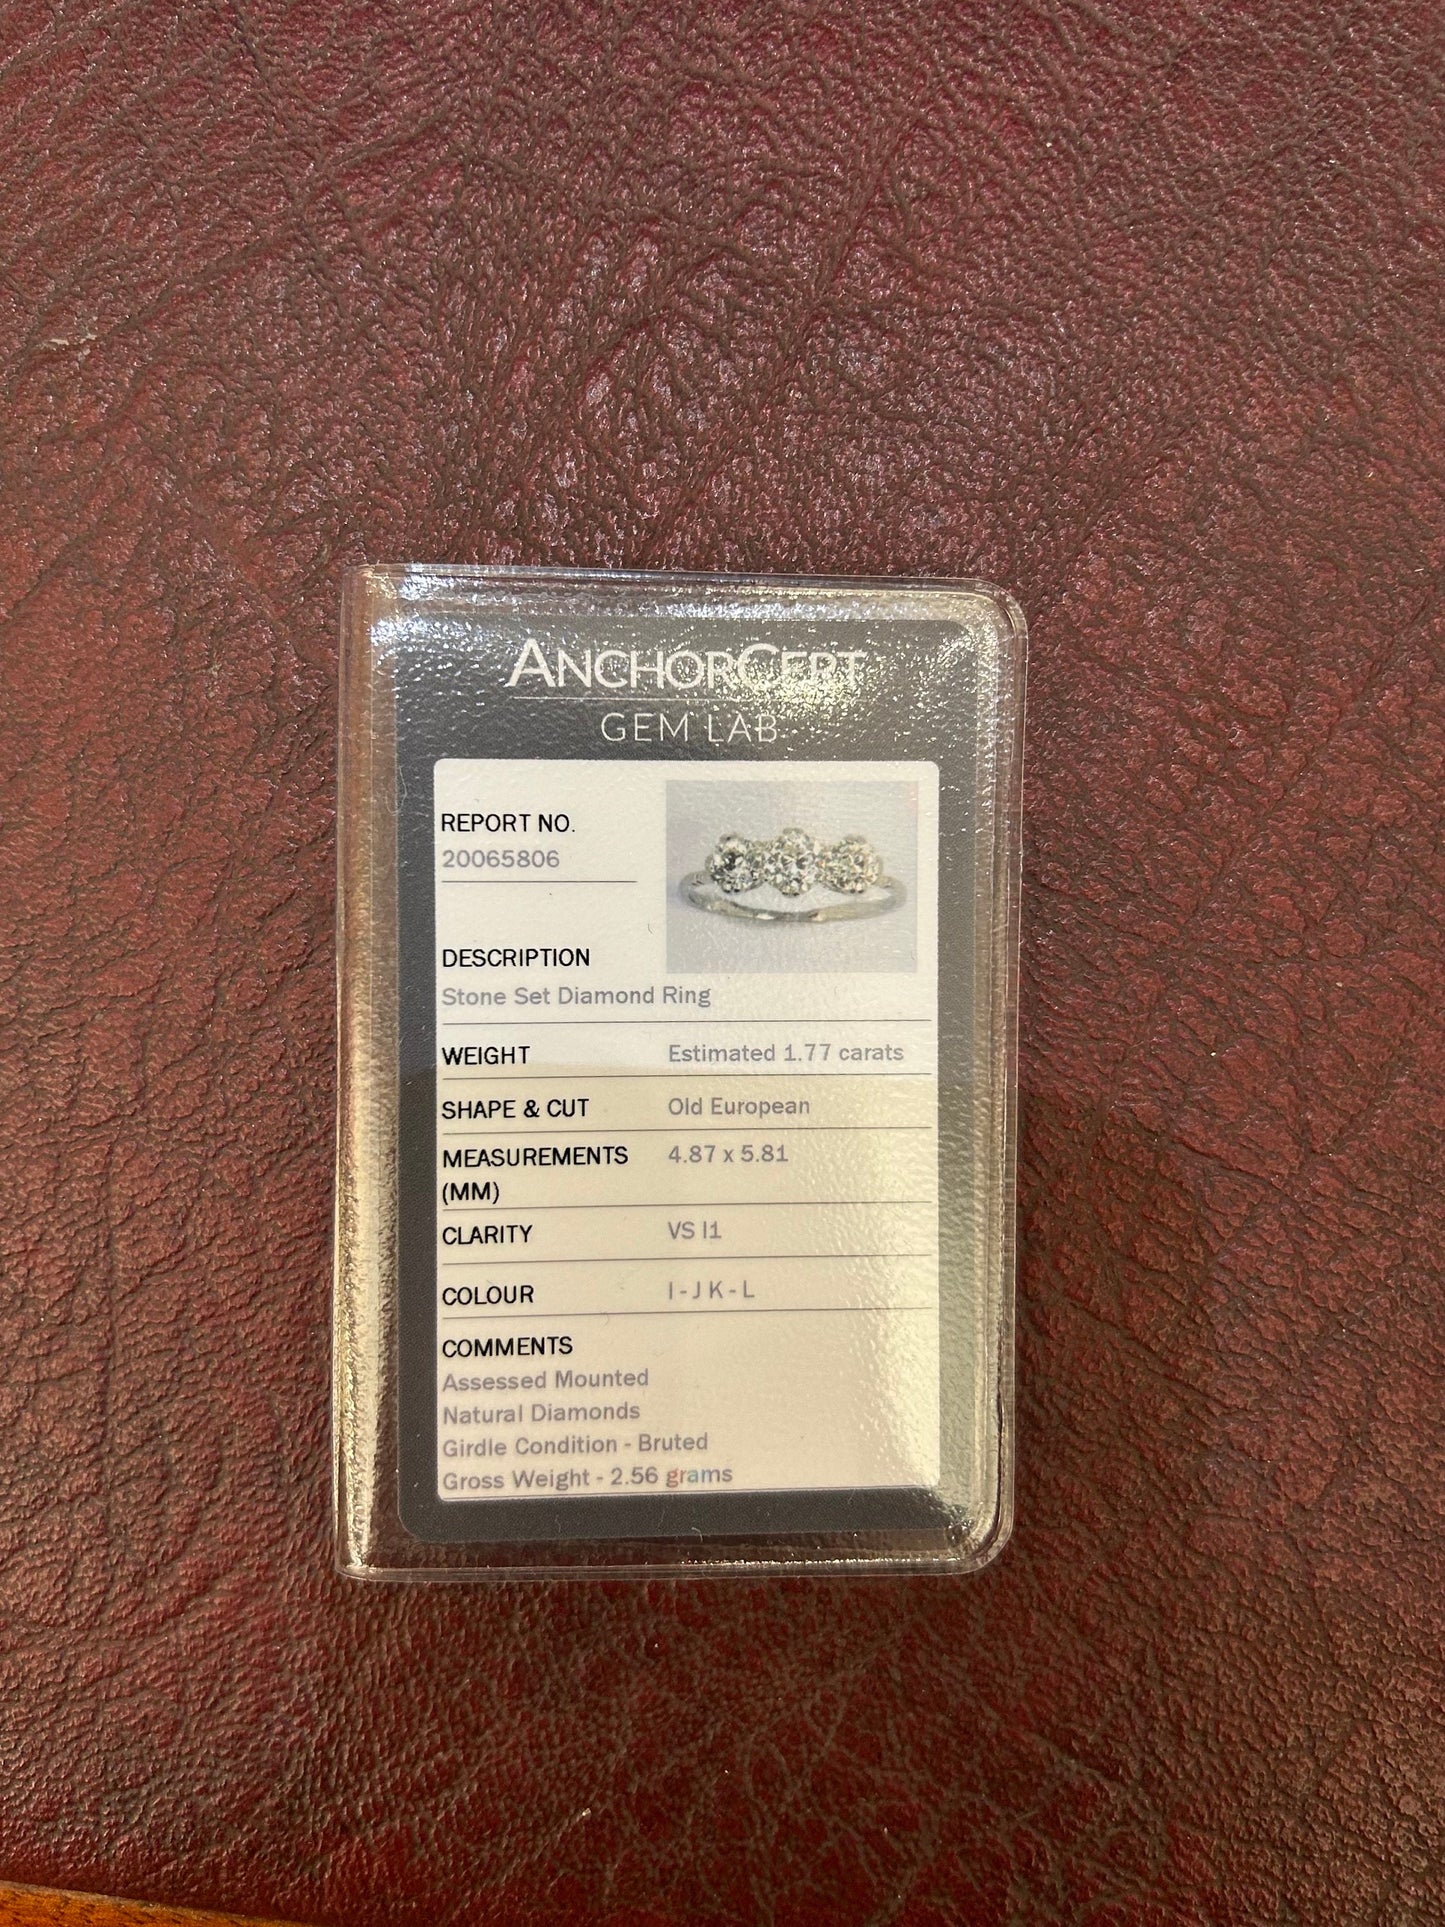 ANCHORCERT
GEM LAB
REPORT NO.
20065806
DESCRIPTION
Stone Set Diamond Ring
WEIGHT Estimated 1.77 carats
SHAPE & CUT Old European
MEASUREMENTS 4.87 x 5.81
(MM)
CLARITY VS I1
COLOUR I - J K - L
COMMENTS
Assessed Mounted
Natural Diamonds
Girdle Condition - Bruted
Gross Weight - 2.56 grams